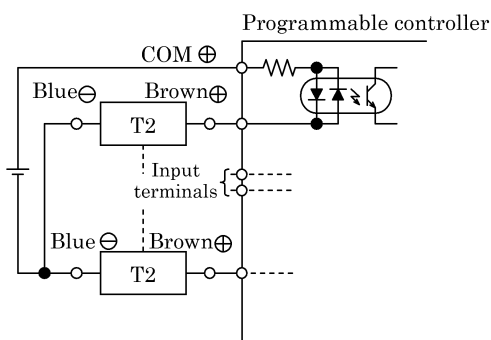 Programmable controller
COM ⊕
Blue⊖ Brown⊕
T2
Input
terminals
Blue⊖ Brown⊕
T2